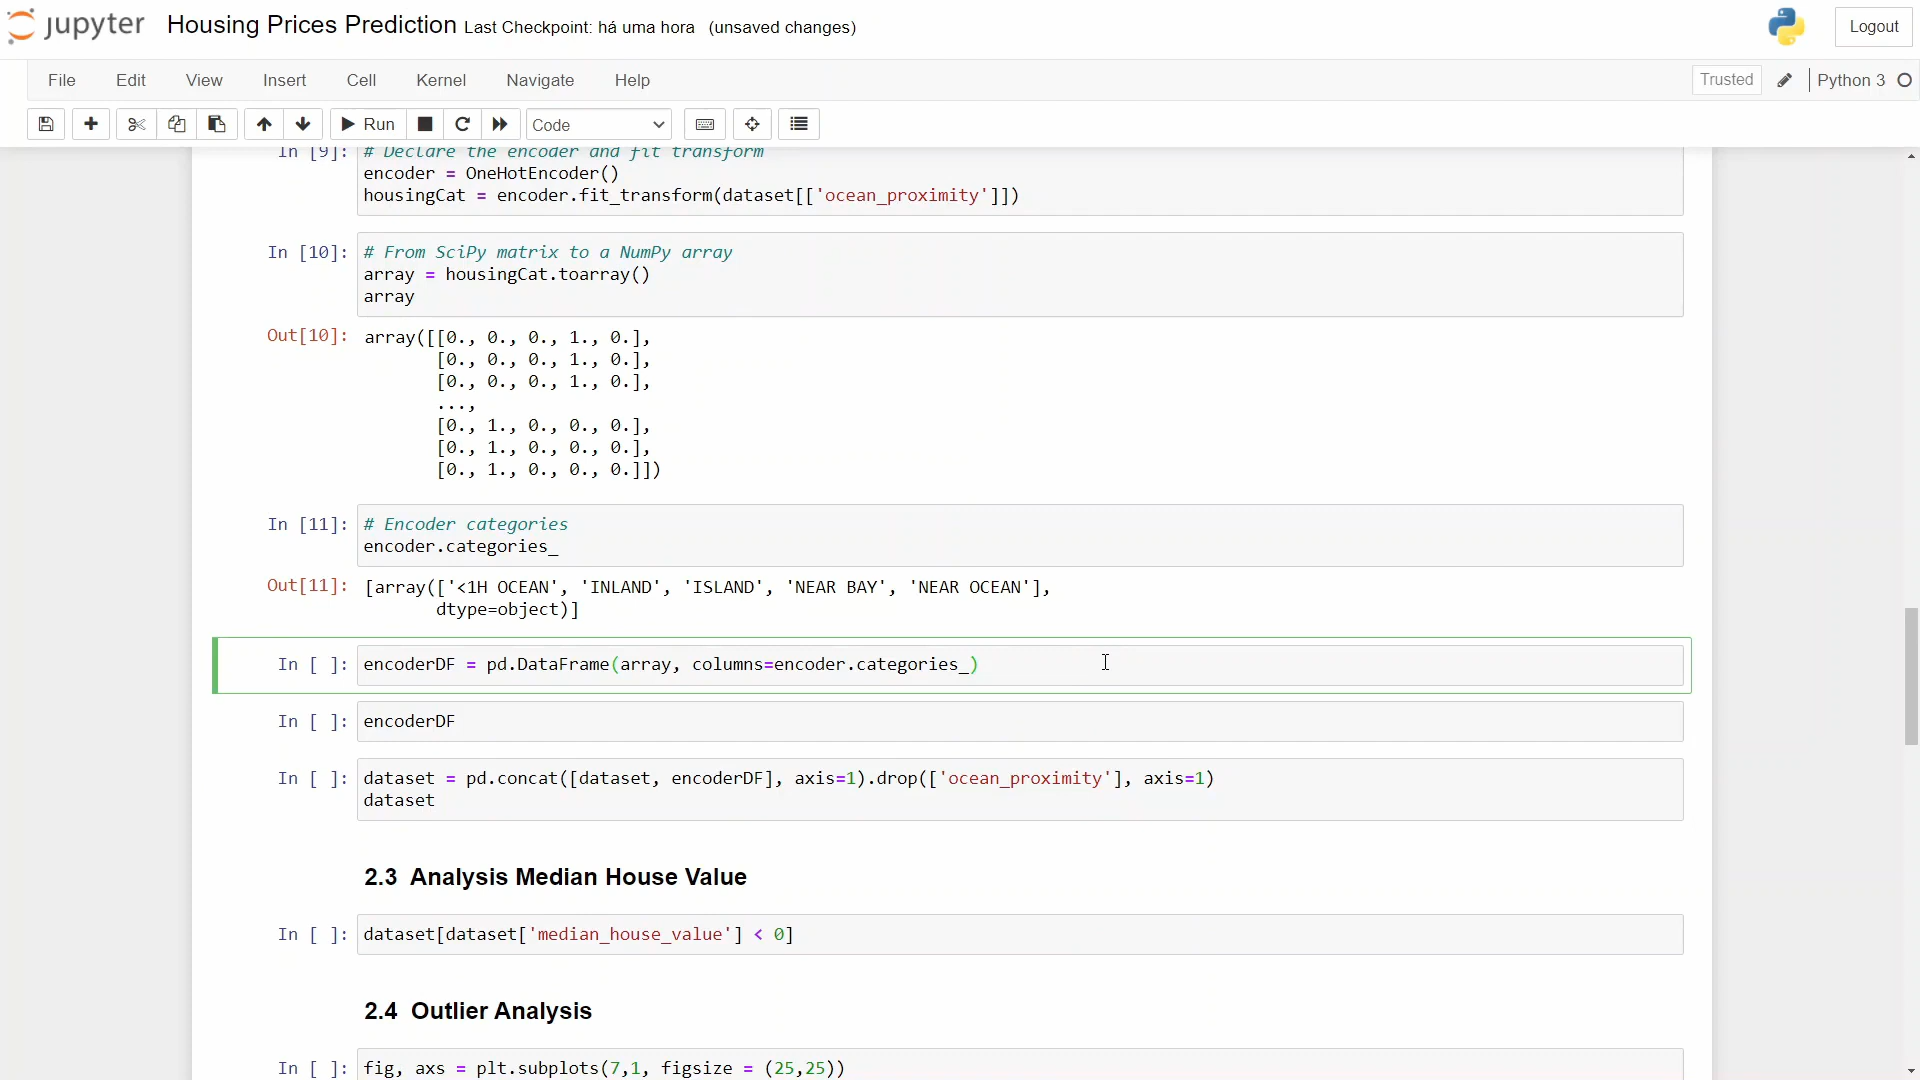 jupyter Housing Prices Prediction Last Checkpoint: há uma hora (unsaved changes) Logout
File Edit View Insert Cell Kernel Navigate Help Trusted Python 3
Run Code
In [9]: # Declare the encoder and fit transform
encoder = OneHotEncoder()
housingCat = encoder.fit_transform(dataset[['ocean_proximity']])
In [10]: # From SciPy matrix to a NumPy array
array = housingCat.toarray()
array
Out[10]: array([[0., 0., 0., 1., 0.],
[0., 0., 0., 1., 0.],
[0., 0., 0., 1., 0.],
...,
[0., 1., 0., 0., 0.],
[0., 1., 0., 0., 0.],
[0., 1., 0., 0., 0.]])
In [11]: # Encoder categories
encoder.categories_
Out[11]: [array(['<1H OCEAN', 'INLAND', 'ISLAND', 'NEAR BAY', 'NEAR OCEAN'],
dtype=object)]
In [ ]: encoderDF = pd.DataFrame(array, columns=encoder.categories_)
In [ ]: encoderDF
In [ ]: dataset = pd.concat([dataset, encoderDF], axis=1).drop(['ocean_proximity'], axis=1)
dataset
2.3 Analysis Median House Value
In [ ]: dataset[dataset['median_house_value'] < 0]
2.4 Outlier Analysis
In [ ]: fig, axs = plt.subplots(7,1, figsize = (25,25))